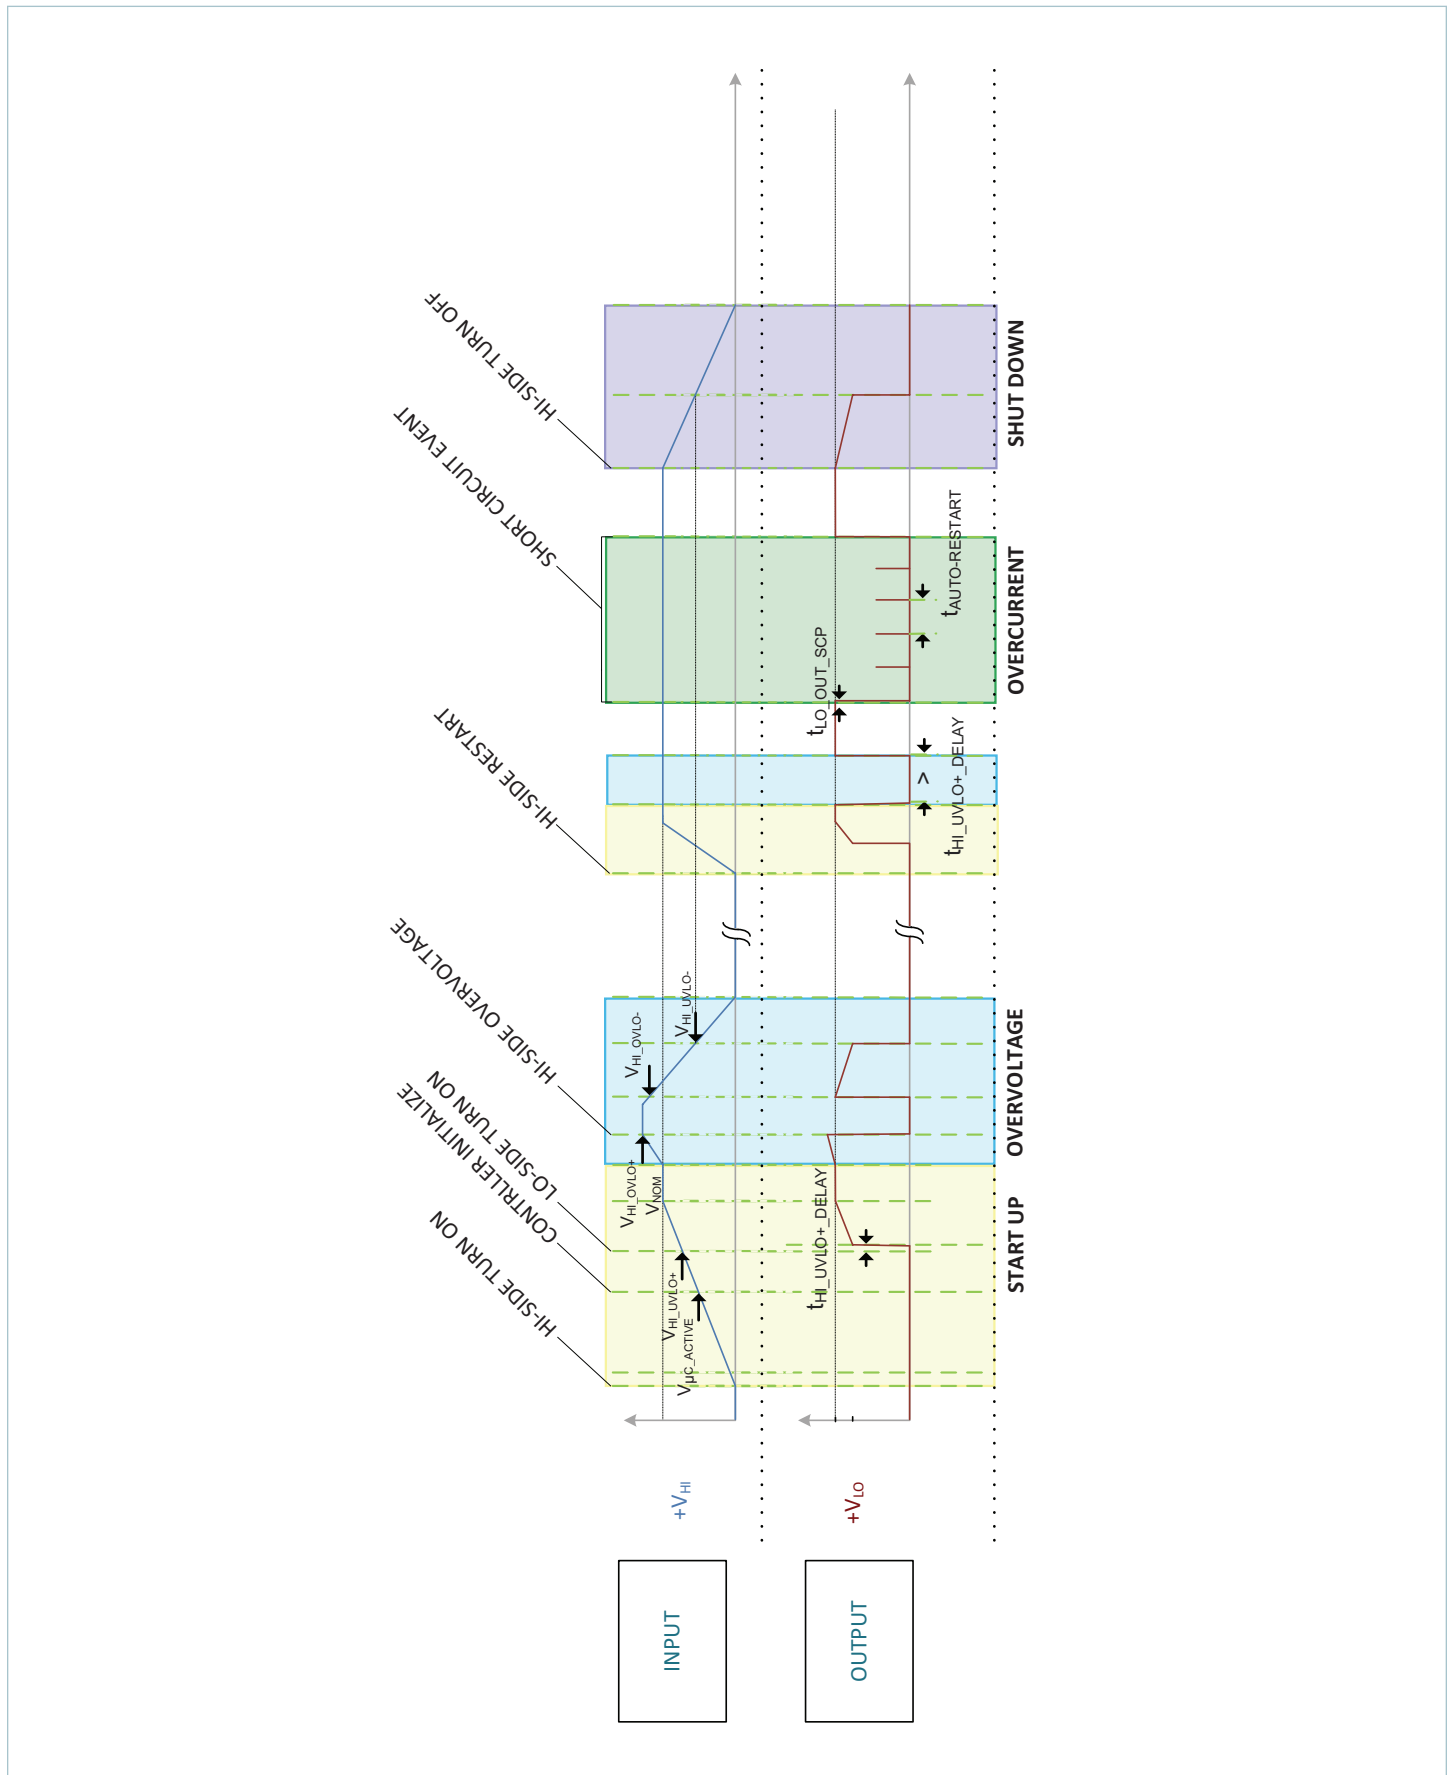 HI-SIDE TURN ON
CONTROLLER INITIALIZE
LO-SIDE TURN ON
HI-SIDE OVERVOLTAGE
HI-SIDE RESTART
SHORT CIRCUIT EVENT
HI-SIDE TURN OFF
INPUT
+VHI
VµC_ACTIVE
VHI_UVLO+
VHI_OVLO+
VNOM
VHI_OVLO-
VHI_UVLO-
OUTPUT
+VLO
tHI_UVLO+_DELAY
tLO_OUT_SCP
>
tHI_UVLO+_DELAY
tAUTO-RESTART
START UP
OVERVOLTAGE
OVERCURRENT
SHUT DOWN